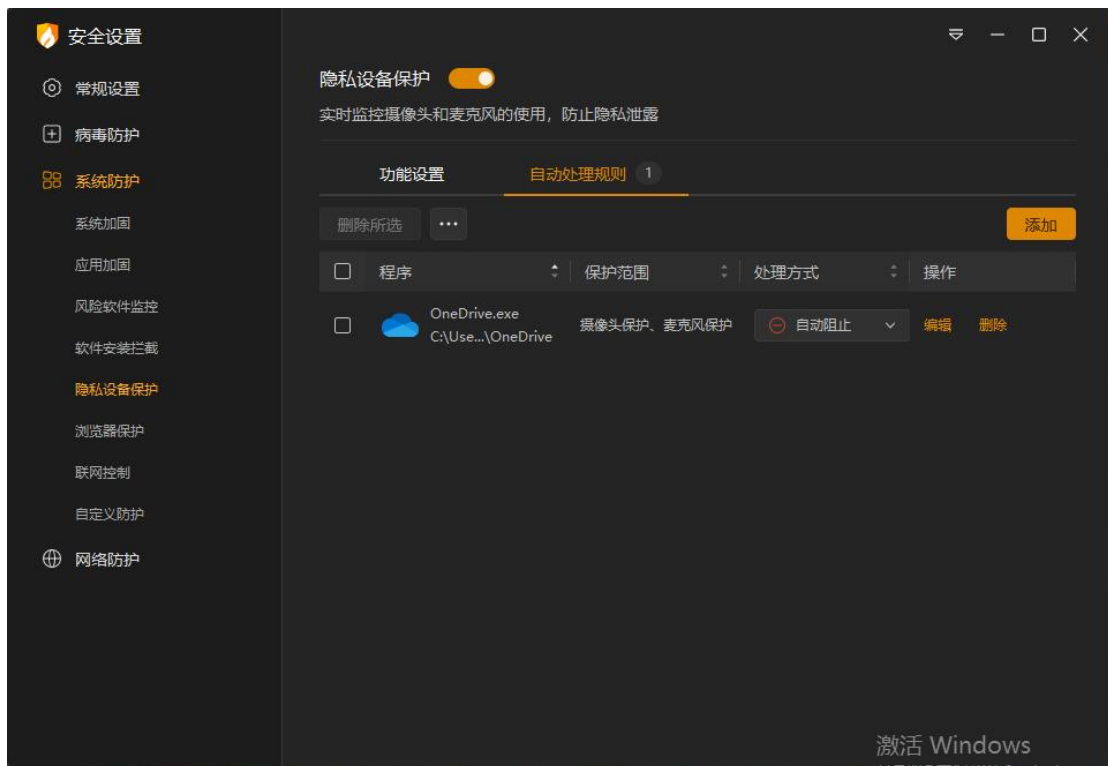 安全设置
常规设置
病毒防护
系统防护
系统加固
应用加固
风险软件监控
软件安装拦截
隐私设备保护
浏览器保护
联网控制
自定义防护
网络防护
隐私设备保护
实时监控摄像头和麦克风的使用，防止隐私泄露
功能设置 自动处理规则 1
删除所选 ••• 添加
程序 保护范围 处理方式 操作
OneDrive.exe
C:\Use...\OneDrive
摄像头保护、麦克风保护 自动阻止 编辑 删除
激活 Windows